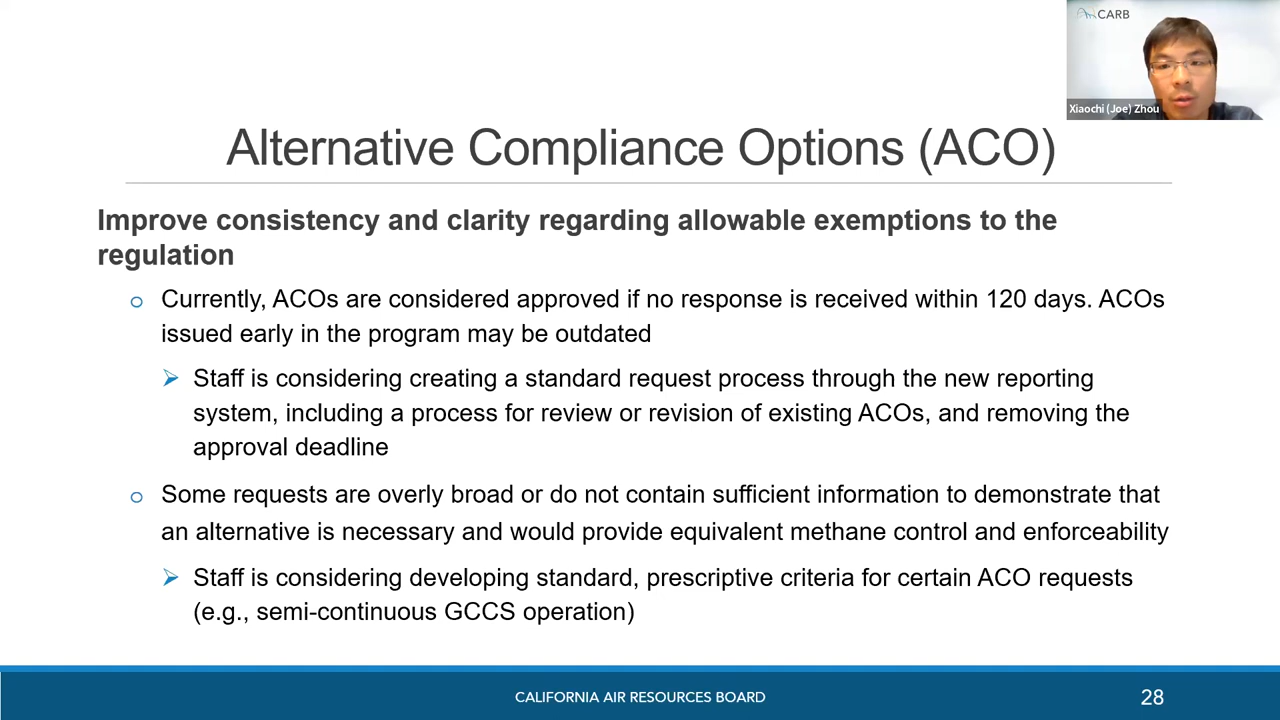 CARB
Xiaochi (Joe) Zhou
Alternative Compliance Options (ACO)
Improve consistency and clarity regarding allowable exemptions to the
regulation
o Currently, ACOs are considered approved if no response is received within 120 days. ACOs
issued early in the program may be outdated
➢ Staff is considering creating a standard request process through the new reporting
system, including a process for review or revision of existing ACOs, and removing the
approval deadline
o Some requests are overly broad or do not contain sufficient information to demonstrate that
an alternative is necessary and would provide equivalent methane control and enforceability
➢ Staff is considering developing standard, prescriptive criteria for certain ACO requests
(e.g., semi-continuous GCCS operation)
CALIFORNIA AIR RESOURCES BOARD
28